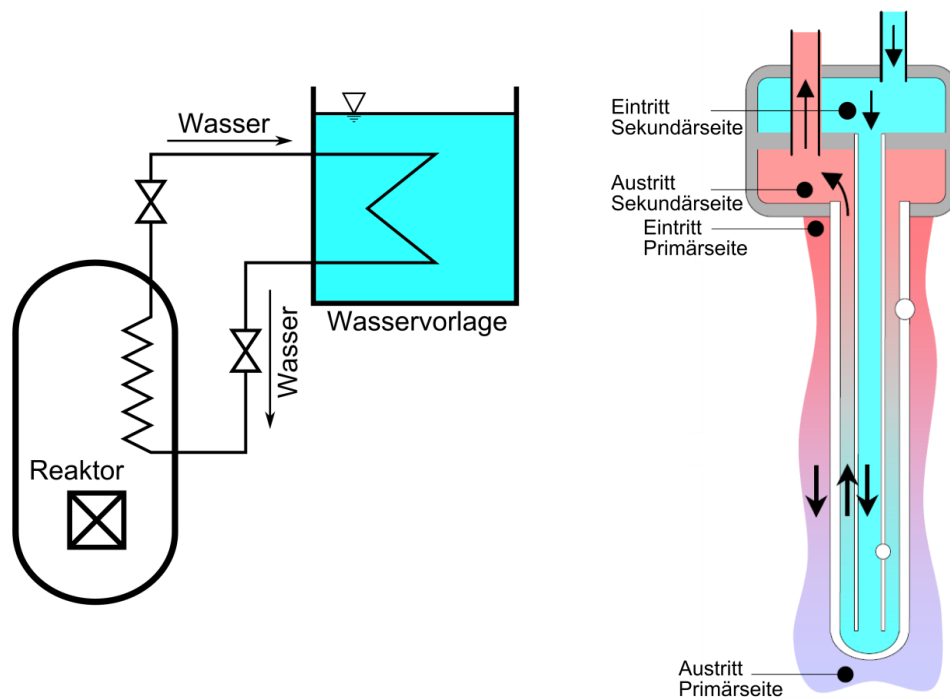 Wasser
Wasser
Wasservorlage
Reaktor
Eintritt
Sekundärseite
Austritt
Sekundärseite
Eintritt
Primärseite
Austritt
Primärseite